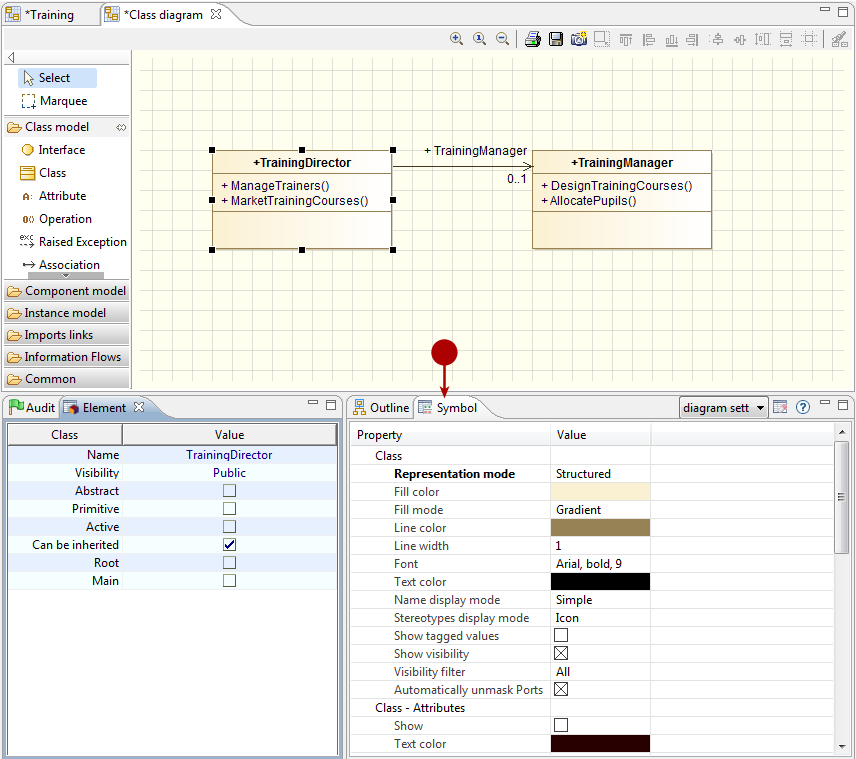 *Training
*Class diagram
Select
Marquee
Class model
Interface
Class
Attribute
Operation
Raised Exception
Association
Component model
Instance model
Imports links
Information Flows
Common
+TrainingDirector
+ ManageTrainers()
+ MarketTrainingCourses()
+ TrainingManager
0..1
+TrainingManager
+ DesignTrainingCourses()
+ AllocatePupils()
Audit
Element
Class Value
Name TrainingDirector
Visibility Public
Abstract
Primitive
Active
Can be inherited
Root
Main
Outline
Symbol
diagram sett
Property Value
Class
Representation mode Structured
Fill color
Fill mode Gradient
Line color
Line width 1
Font Arial, bold, 9
Text color
Name display mode Simple
Stereotypes display mode Icon
Show tagged values
Show visibility
Visibility filter All
Automatically unmask Ports
Class - Attributes
Show
Text color